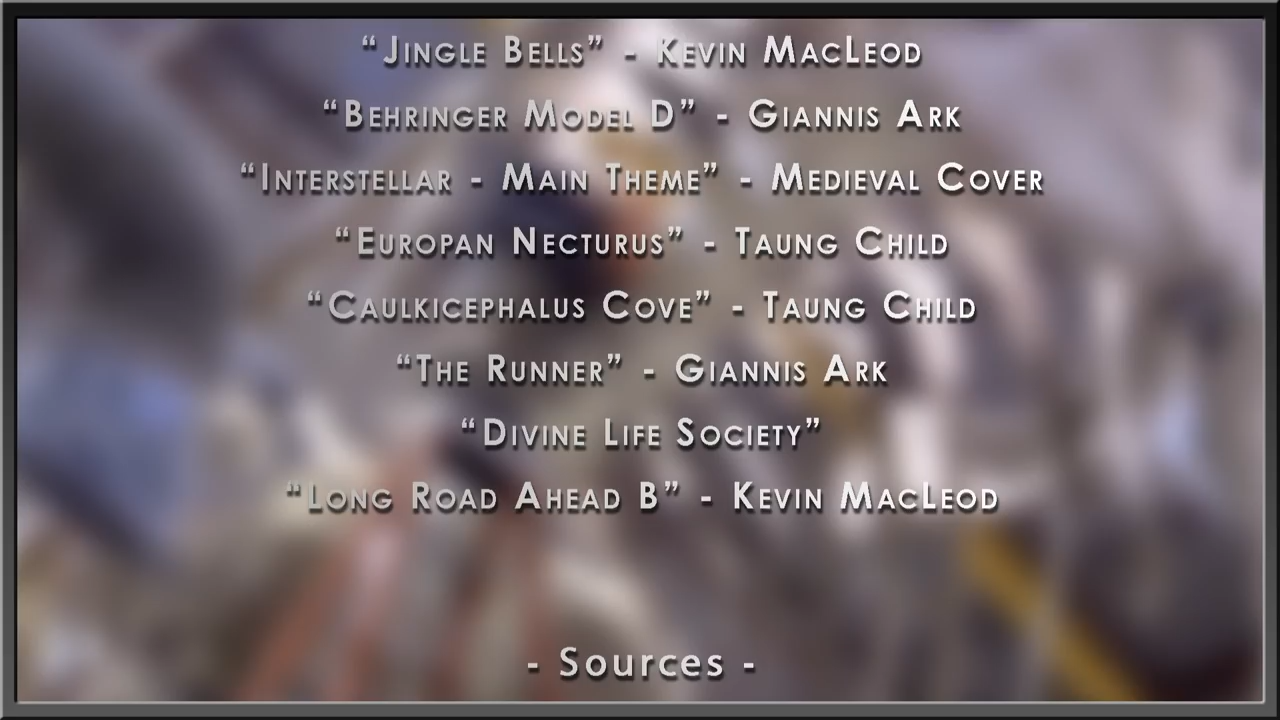 “Jingle Bells” - Kevin MacLeod
“Behringer Model D” - Giannis Ark
“Interstellar - Main Theme” - Medieval Cover
“Europan Necturus” - Taung Child
“Caulkicephalus Cove” - Taung Child
“The Runner” - Giannis Ark
“Divine Life Society”
“Long Road Ahead B” - Kevin MacLeod
- Sources -